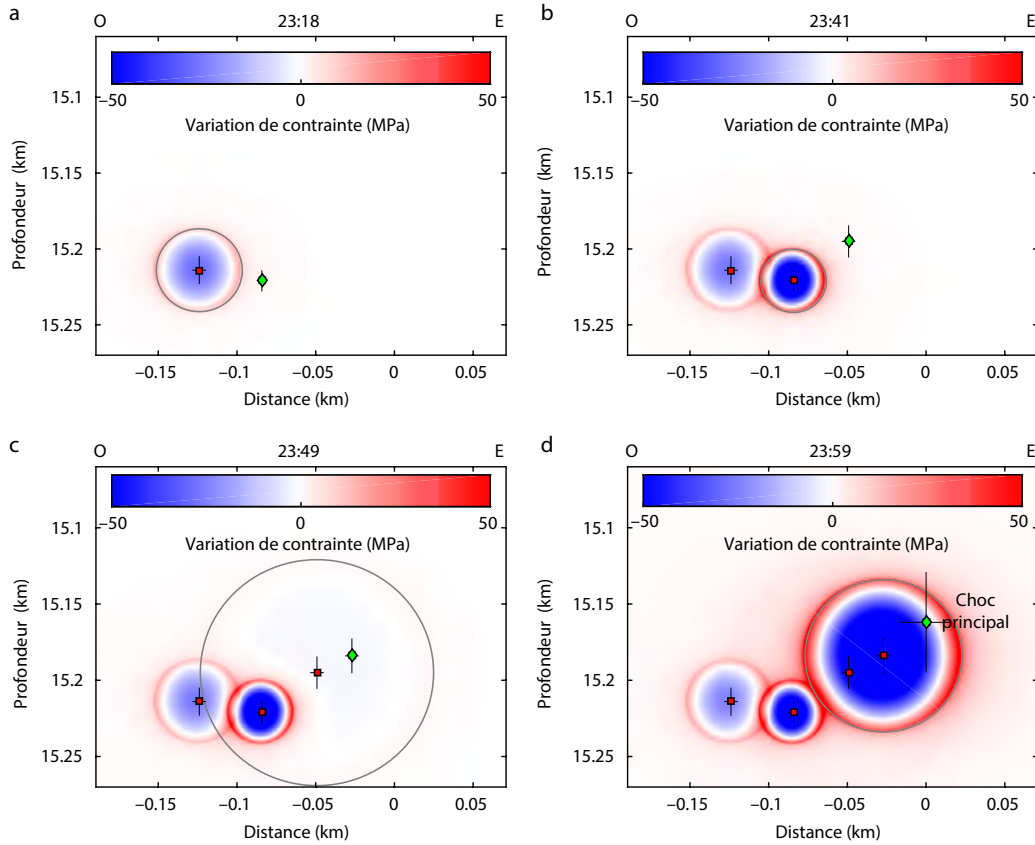 a
O 23:18 E
−50 0 50
Variation de contrainte (MPa)
15.1
15.15
15.2
15.25
Profondeur (km)
−0.15 −0.1 −0.05 0 0.05
Distance (km)
b
O 23:41 E
−50 0 50
Variation de contrainte (MPa)
15.1
15.15
15.2
15.25
Profondeur (km)
−0.15 −0.1 −0.05 0 0.05
Distance (km)
c
O 23:49 E
−50 0 50
Variation de contrainte (MPa)
15.1
15.15
15.2
15.25
Profondeur (km)
−0.15 −0.1 −0.05 0 0.05
Distance (km)
d
O 23:59 E
−50 0 50
Variation de contrainte (MPa)
15.1
15.15
15.2
15.25
Profondeur (km)
Choc
principal
−0.15 −0.1 −0.05 0 0.05
Distance (km)